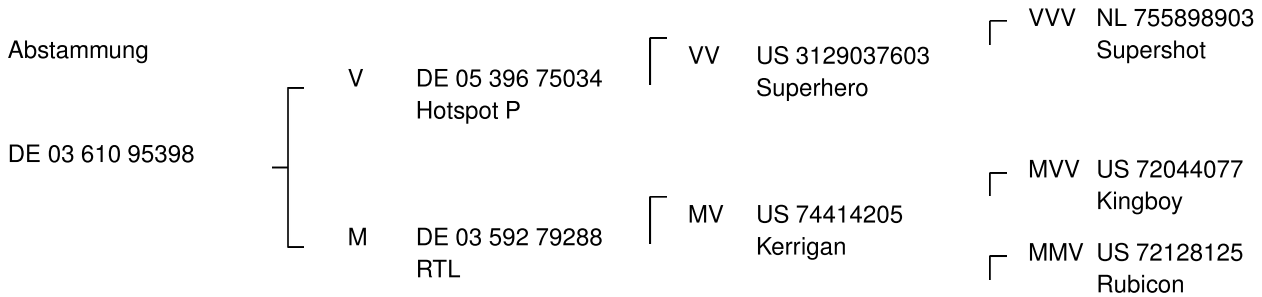 Abstammung
DE 03 610 95398
V DE 05 396 75034
Hotspot P
M DE 03 592 79288
RTL
VV US 3129037603
Superhero
MV US 74414205
Kerrigan
VVV NL 755898903
Supershot
MVV US 72044077
Kingboy
MMV US 72128125
Rubicon